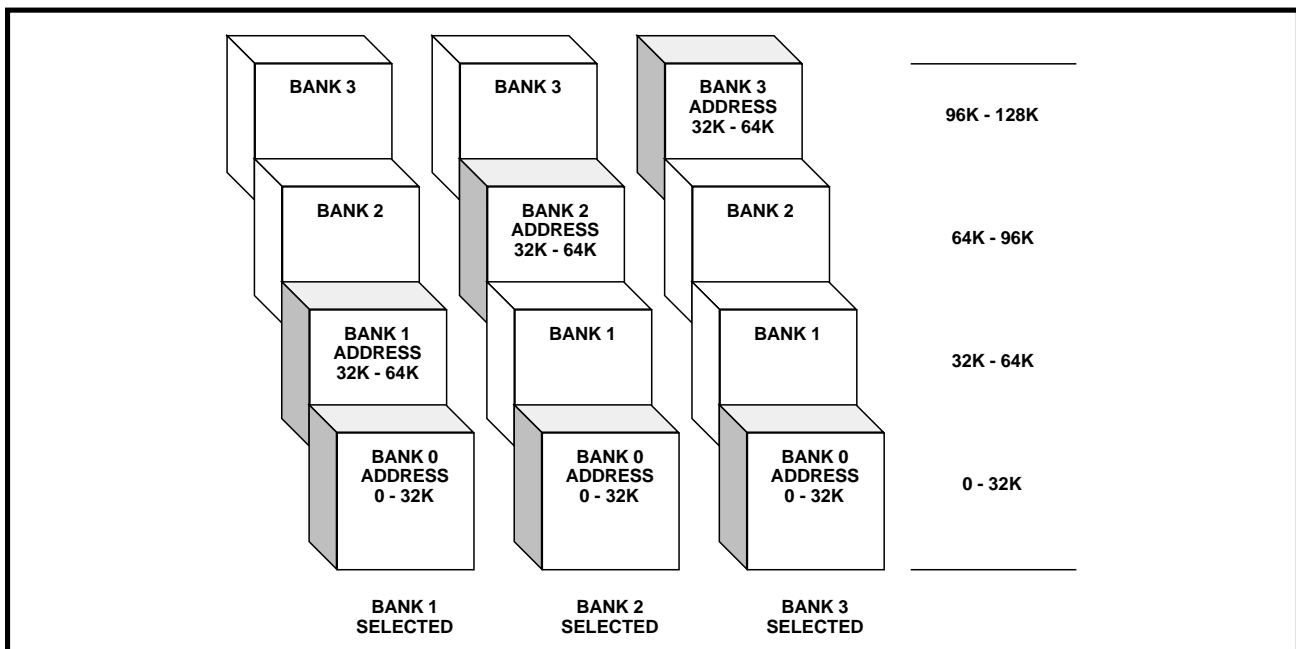 BANK 3
BANK 3
BANK 3
ADDRESS
32K - 64K
96K - 128K
BANK 2
BANK 2
ADDRESS
32K - 64K
BANK 2
64K - 96K
BANK 1
ADDRESS
32K - 64K
BANK 1
BANK 1
32K - 64K
BANK 0
ADDRESS
0 - 32K
BANK 0
ADDRESS
0 - 32K
BANK 0
ADDRESS
0 - 32K
0 - 32K
BANK 1
SELECTED
BANK 2
SELECTED
BANK 3
SELECTED